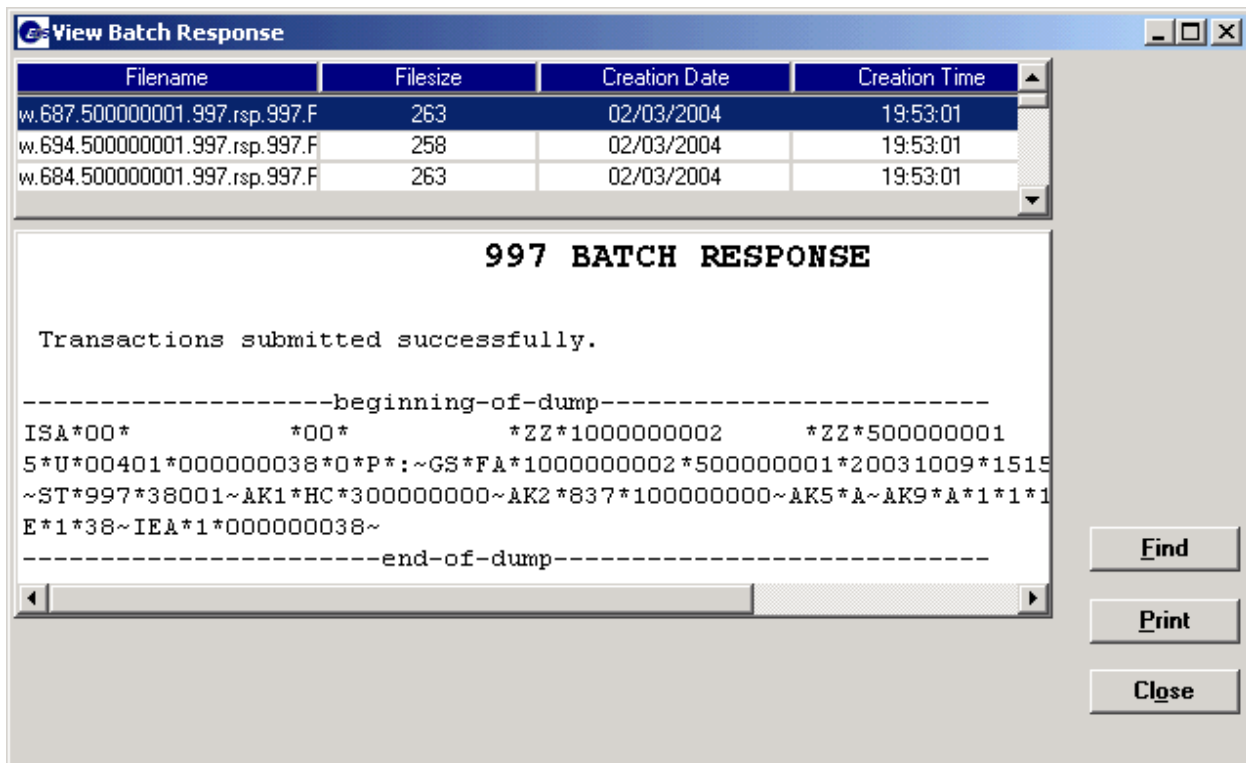 View Batch Response
Filename Filesize Creation Date Creation Time
w.687.500000001.997.rsp.997.F 263 02/03/2004 19:53:01
w.694.500000001.997.rsp.997.F 258 02/03/2004 19:53:01
w.684.500000001.997.rsp.997.F 263 02/03/2004 19:53:01
997 BATCH RESPONSE
Transactions submitted successfully.
--------------------beginning-of-dump-------------------------
ISA*00*          *00*          *ZZ*1000000002     *ZZ*500000001
5*U*00401*000000038*0*P*:~GS*FA*1000000002*500000001*20031009*1515
~ST*997*38001~AK1*HC*300000000~AK2*837*100000000~AK5*A~AK9*A*1*1*1
E*1*38~IEA*1*000000038~
-----------------------end-of-dump----------------------------
Find
Print
Close